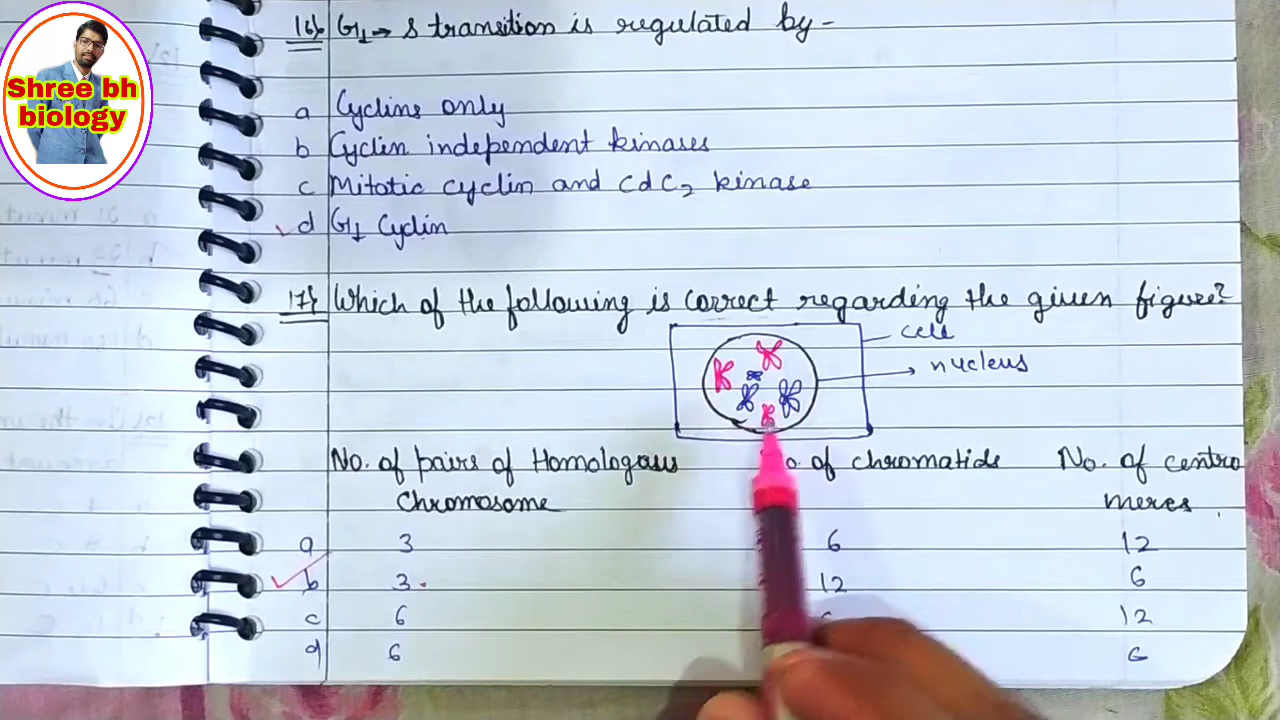 Shree bh
biology
16} G1→ S transition is regulated by-
a Cyclins only
b Cyclin independent kinases
c Mitotic cyclin and CdC2 kinase
d G1 Cyclin
17} Which of the following is correct regarding the given figure?
cell
nucleus
No. of pairs of Homologous of chromatids No. of centro
Chromosome meres
a 3 6 12
b 3 12 6
c 6 12
d 6 6